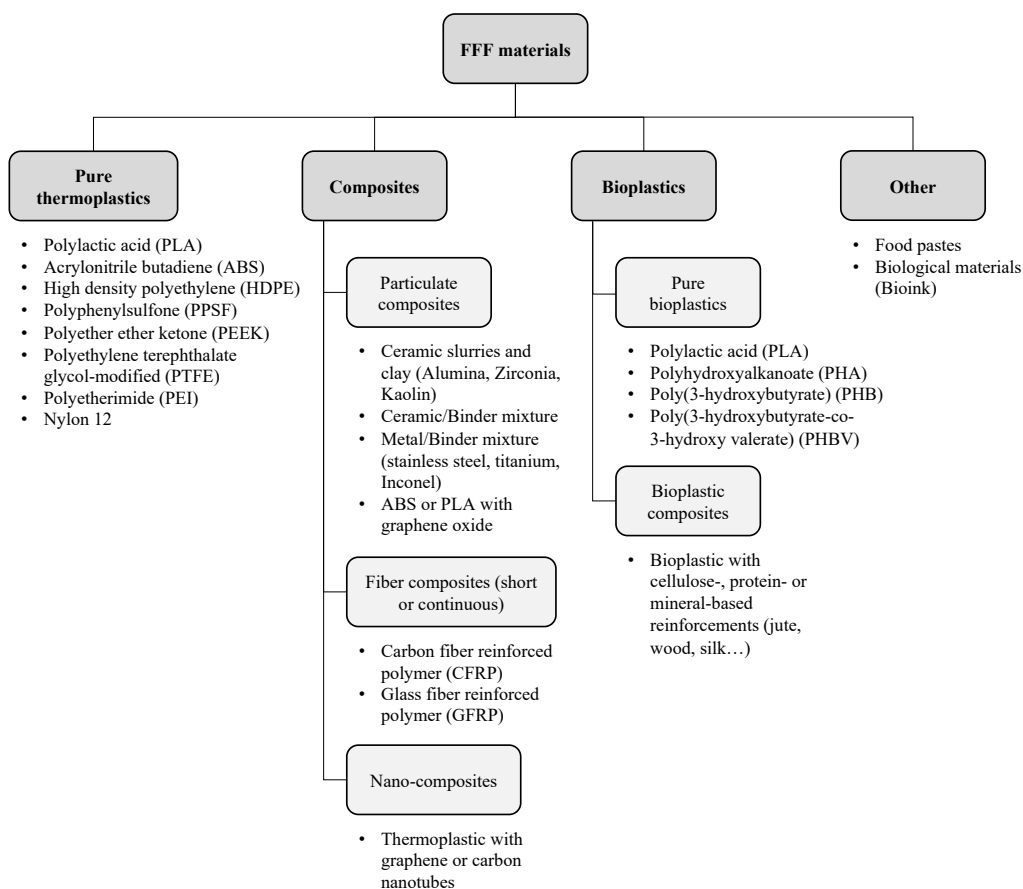 FFF materials
Pure
thermoplastics
• Polylactic acid (PLA)
• Acrylonitrile butadiene (ABS)
• High density polyethylene (HDPE)
• Polyphenylsulfone (PPSF)
• Polyether ether ketone (PEEK)
• Polyethylene terephthalate
glycol-modified (PTFE)
• Polyetherimide (PEI)
• Nylon 12
Composites
Particulate
composites
• Ceramic slurries and
clay (Alumina, Zirconia,
Kaolin)
• Ceramic/Binder mixture
• Metal/Binder mixture
(stainless steel, titanium,
Inconel)
• ABS or PLA with
graphene oxide
Fiber composites (short
or continuous)
• Carbon fiber reinforced
polymer (CFRP)
• Glass fiber reinforced
polymer (GFRP)
Nano-composites
• Thermoplastic with
graphene or carbon
nanotubes
Bioplastics
Pure
bioplastics
• Polylactic acid (PLA)
• Polyhydroxyalkanoate (PHA)
• Poly(3-hydroxybutyrate) (PHB)
• Poly(3-hydroxybutyrate-co-
3-hydroxy valerate) (PHBV)
Bioplastic
composites
• Bioplastic with
cellulose-, protein- or
mineral-based
reinforcements (jute,
wood, silk…)
Other
• Food pastes
• Biological materials
(Bioink)